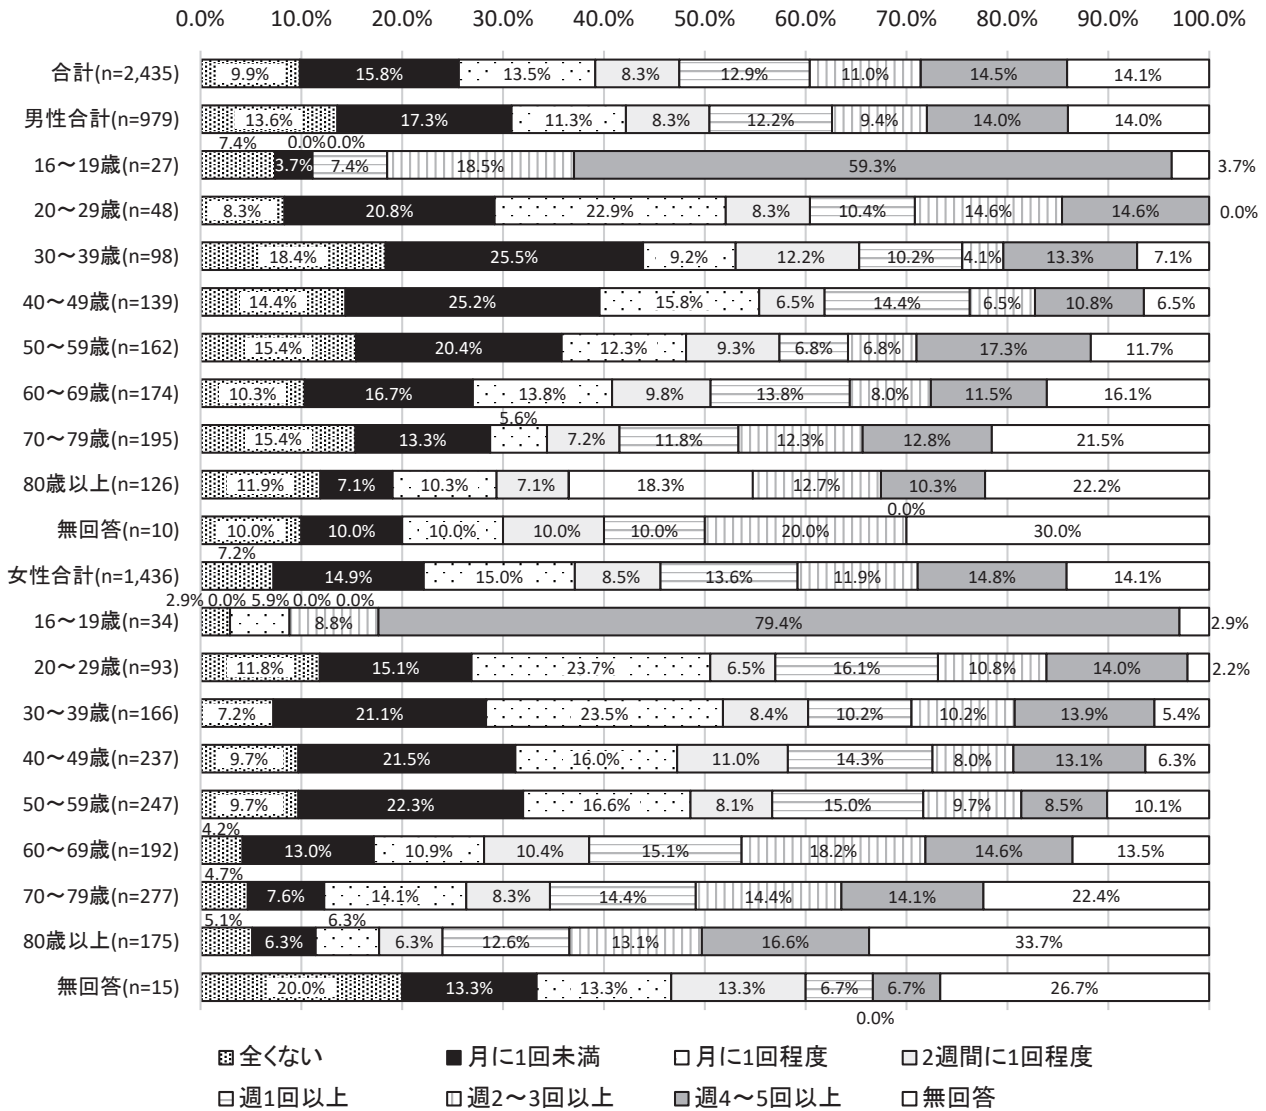 0.0% 10.0% 20.0% 30.0% 40.0% 50.0% 60.0% 70.0% 80.0% 90.0% 100.0%
合計(n=2,435) 9.9% 15.8% 13.5% 8.3% 12.9% 11.0% 14.5% 14.1%
男性合計(n=979) 13.6% 17.3% 11.3% 8.3% 12.2% 9.4% 14.0% 14.0%
7.4% 0.0% 0.0%
16〜19歳(n=27) 3.7% 7.4% 18.5% 59.3% 3.7%
20〜29歳(n=48) 8.3% 20.8% 22.9% 8.3% 10.4% 14.6% 14.6% 0.0%
30〜39歳(n=98) 18.4% 25.5% 9.2% 12.2% 10.2% 4.1% 13.3% 7.1%
40〜49歳(n=139) 14.4% 25.2% 15.8% 6.5% 14.4% 6.5% 10.8% 6.5%
50〜59歳(n=162) 15.4% 20.4% 12.3% 9.3% 6.8% 6.8% 17.3% 11.7%
60〜69歳(n=174) 10.3% 16.7% 13.8% 9.8% 13.8% 8.0% 11.5% 16.1%
5.6%
70〜79歳(n=195) 15.4% 13.3% 7.2% 11.8% 12.3% 12.8% 21.5%
80歳以上(n=126) 11.9% 7.1% 10.3% 7.1% 18.3% 12.7% 10.3% 22.2%
0.0%
無回答(n=10) 10.0% 10.0% 10.0% 10.0% 10.0% 20.0% 30.0%
7.2%
女性合計(n=1,436) 14.9% 15.0% 8.5% 13.6% 11.9% 14.8% 14.1%
2.9% 0.0% 5.9% 0.0% 0.0%
16〜19歳(n=34) 8.8% 79.4% 2.9%
20〜29歳(n=93) 11.8% 15.1% 23.7% 6.5% 16.1% 10.8% 14.0% 2.2%
30〜39歳(n=166) 7.2% 21.1% 23.5% 8.4% 10.2% 10.2% 13.9% 5.4%
40〜49歳(n=237) 9.7% 21.5% 16.0% 11.0% 14.3% 8.0% 13.1% 6.3%
50〜59歳(n=247) 9.7% 22.3% 16.6% 8.1% 15.0% 9.7% 8.5% 10.1%
4.2%
60〜69歳(n=192) 13.0% 10.9% 10.4% 15.1% 18.2% 14.6% 13.5%
4.7%
70〜79歳(n=277) 7.6% 14.1% 8.3% 14.4% 14.4% 14.1% 22.4%
5.1% 6.3%
80歳以上(n=175) 6.3% 6.3% 12.6% 13.1% 16.6% 33.7%
無回答(n=15) 20.0% 13.3% 13.3% 13.3% 6.7% 6.7% 26.7%
0.0%
全くない 月に1回未満 月に1回程度 2週間に1回程度
週1回以上 週2〜3回以上 週4〜5回以上 無回答